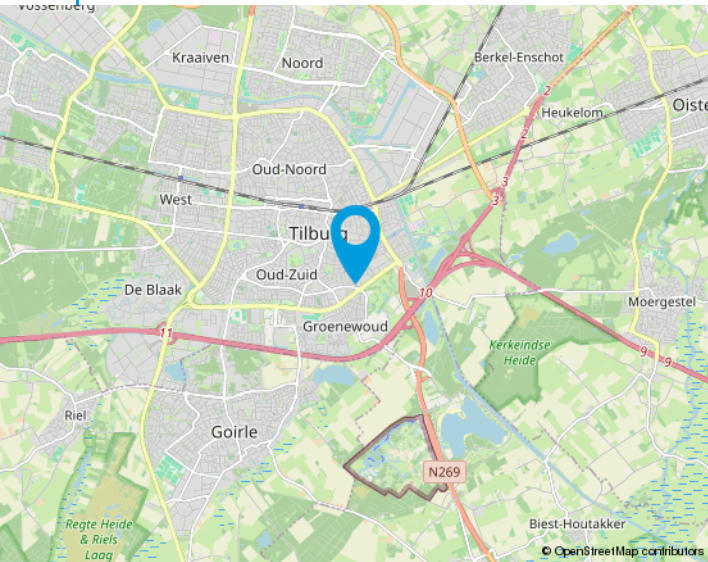 Vossenberg
Kraaiven
Noord
Berkel-Enschot
2
Heukelom
Oiste
2
Oud-Noord
3
West
3
Tilburg
Oud-Zuid
De Blaak
10
Moergestel
Groenewoud
11
Kerkeindse
Heide
9
9
Riel
Goirle
N269
Regte Heide
& Riels
Laag
Biest-Houtakker
© OpenStreetMap contributors